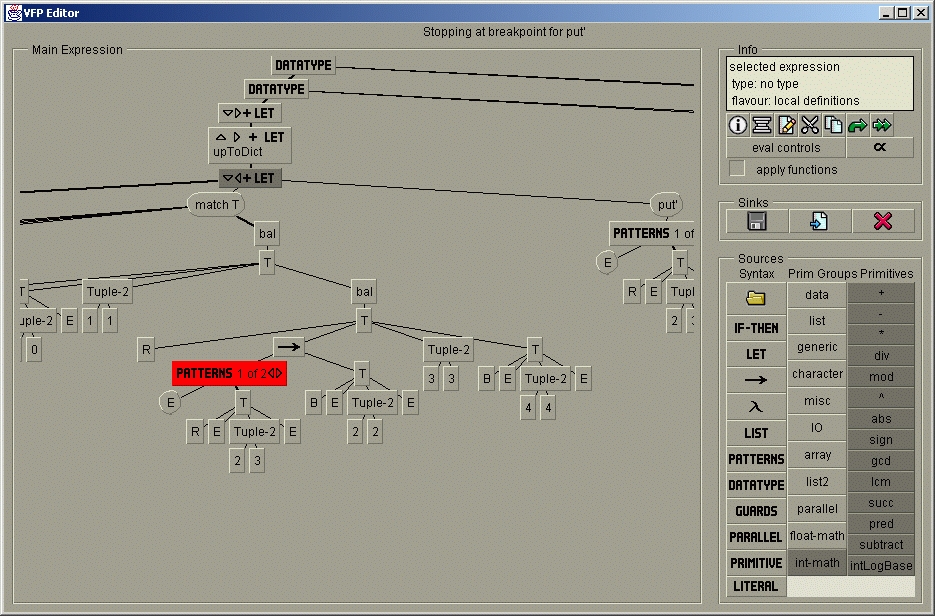 VFP Editor
Stopping at breakpoint for put'
Main Expression
DATATYPE
DATATYPE
+ LET
+ LET
upToDict
+ LET
match T
put'
bal
PATTERNS 1 of
T
E
T
T
Tuple-2
bal
R
E
Tupl
uple-2
E
1
1
T
2
0
R
→
Tuple-2
T
PATTERNS 1 of 2
T
3
3
B
E
Tuple-2
E
E
T
B
E
Tuple-2
E
4
4
R
E
Tuple-2
E
2
2
2
3
Info
selected expression
type: no type
flavour: local definitions
eval controls
∝
apply functions
Sinks
Sources
Syntax Prim Groups Primitives
IF-THEN
LET
→
λ
LIST
PATTERNS
DATATYPE
GUARDS
PARALLEL
PRIMITIVE
LITERAL
data
list
generic
character
misc
IO
array
list2
parallel
float-math
int-math
+
-
*
div
mod
^
abs
sign
gcd
lcm
succ
pred
subtract
intLogBase